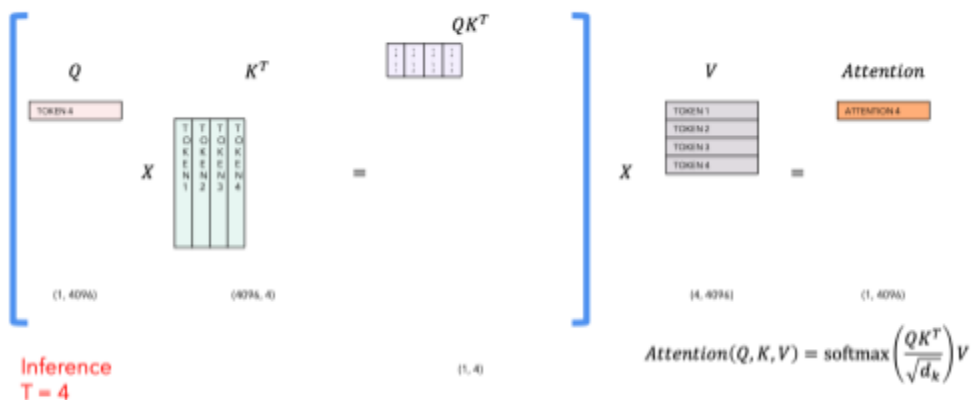 QK^T
Q
K^T
V
Attention
TOKEN 4
TOKEN 1
TOKEN 2
TOKEN 3
TOKEN 4
X
=
X
TOKEN 1
TOKEN 2
TOKEN 3
TOKEN 4
=
ATTENTION 4
(1, 4096)
(4096, 4)
(4, 4096)
(1, 4096)
Attention(Q, K, V) = softmax(QK^T/√d_k)V
Inference
T = 4
(1, 4)